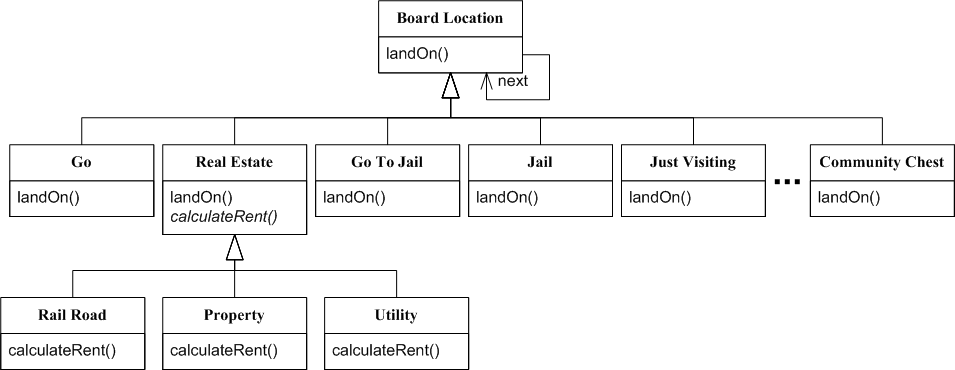 Board Location
landOn()
next
Go
landOn()
Real Estate
landOn()
calculateRent()
Go To Jail
landOn()
Jail
landOn()
Just Visiting
landOn()
...
Community Chest
landOn()
Rail Road
calculateRent()
Property
calculateRent()
Utility
calculateRent()